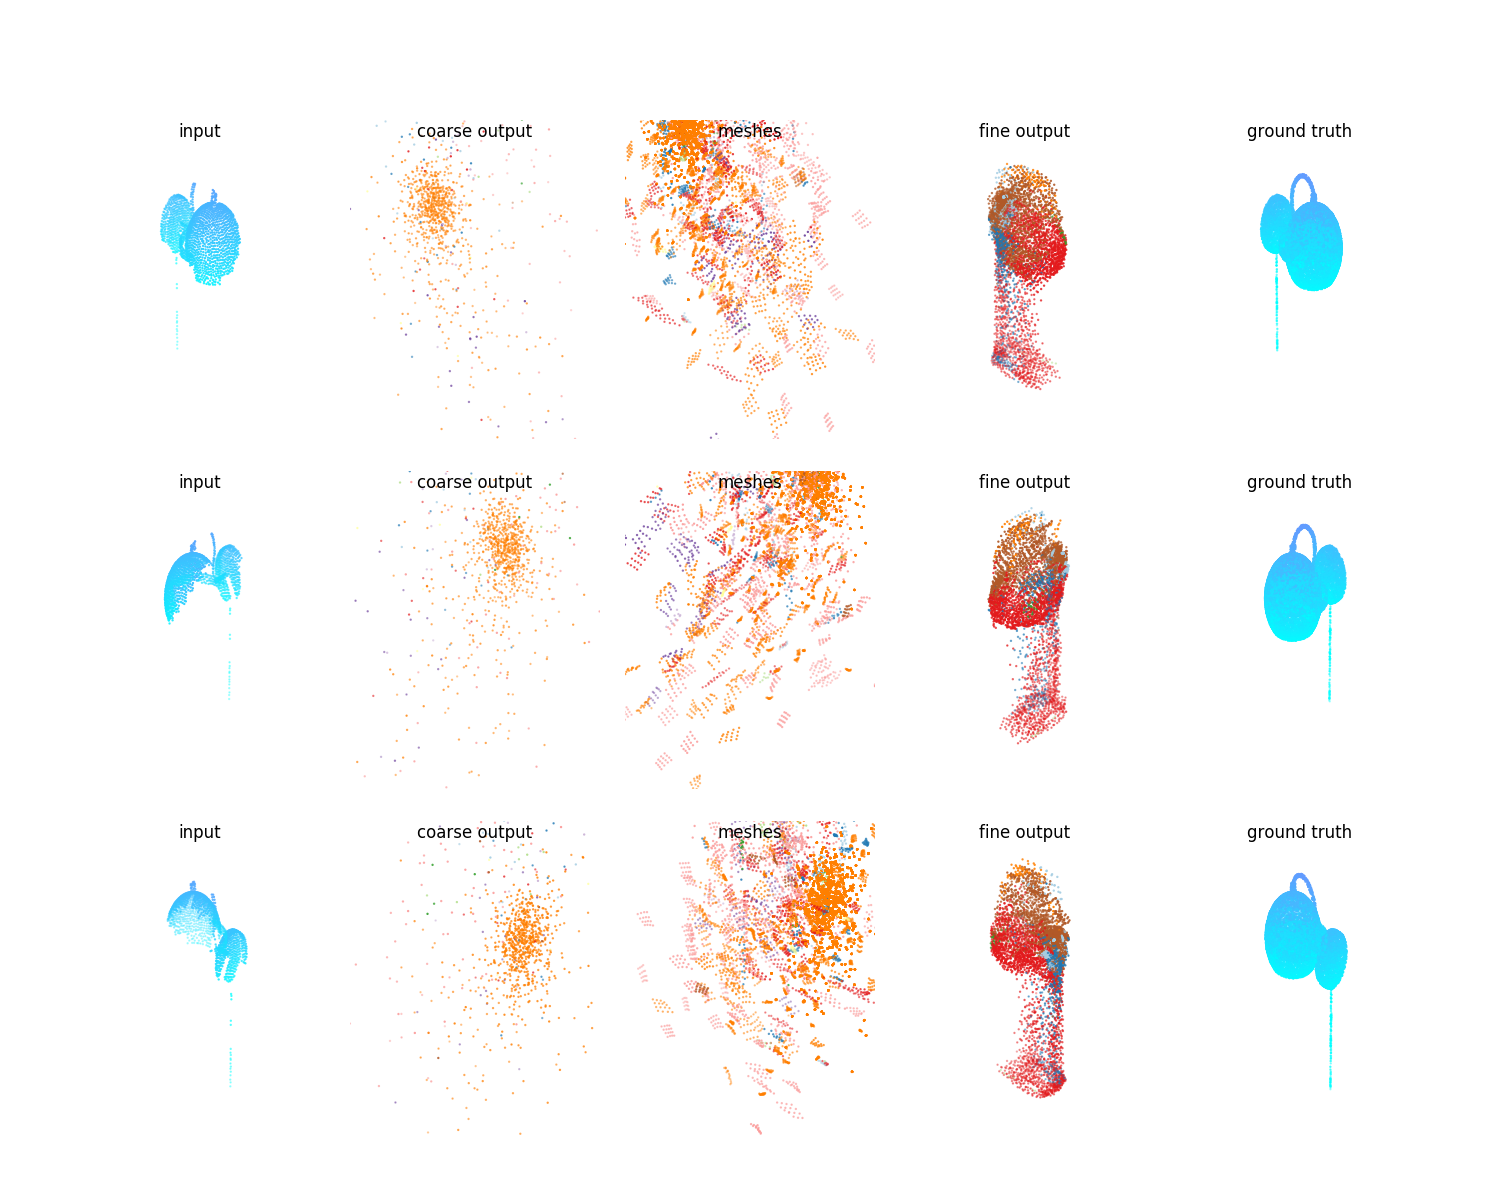 input
coarse output
meshes
fine output
ground truth
input
coarse output
meshes
fine output
ground truth
input
coarse output
meshes
fine output
ground truth